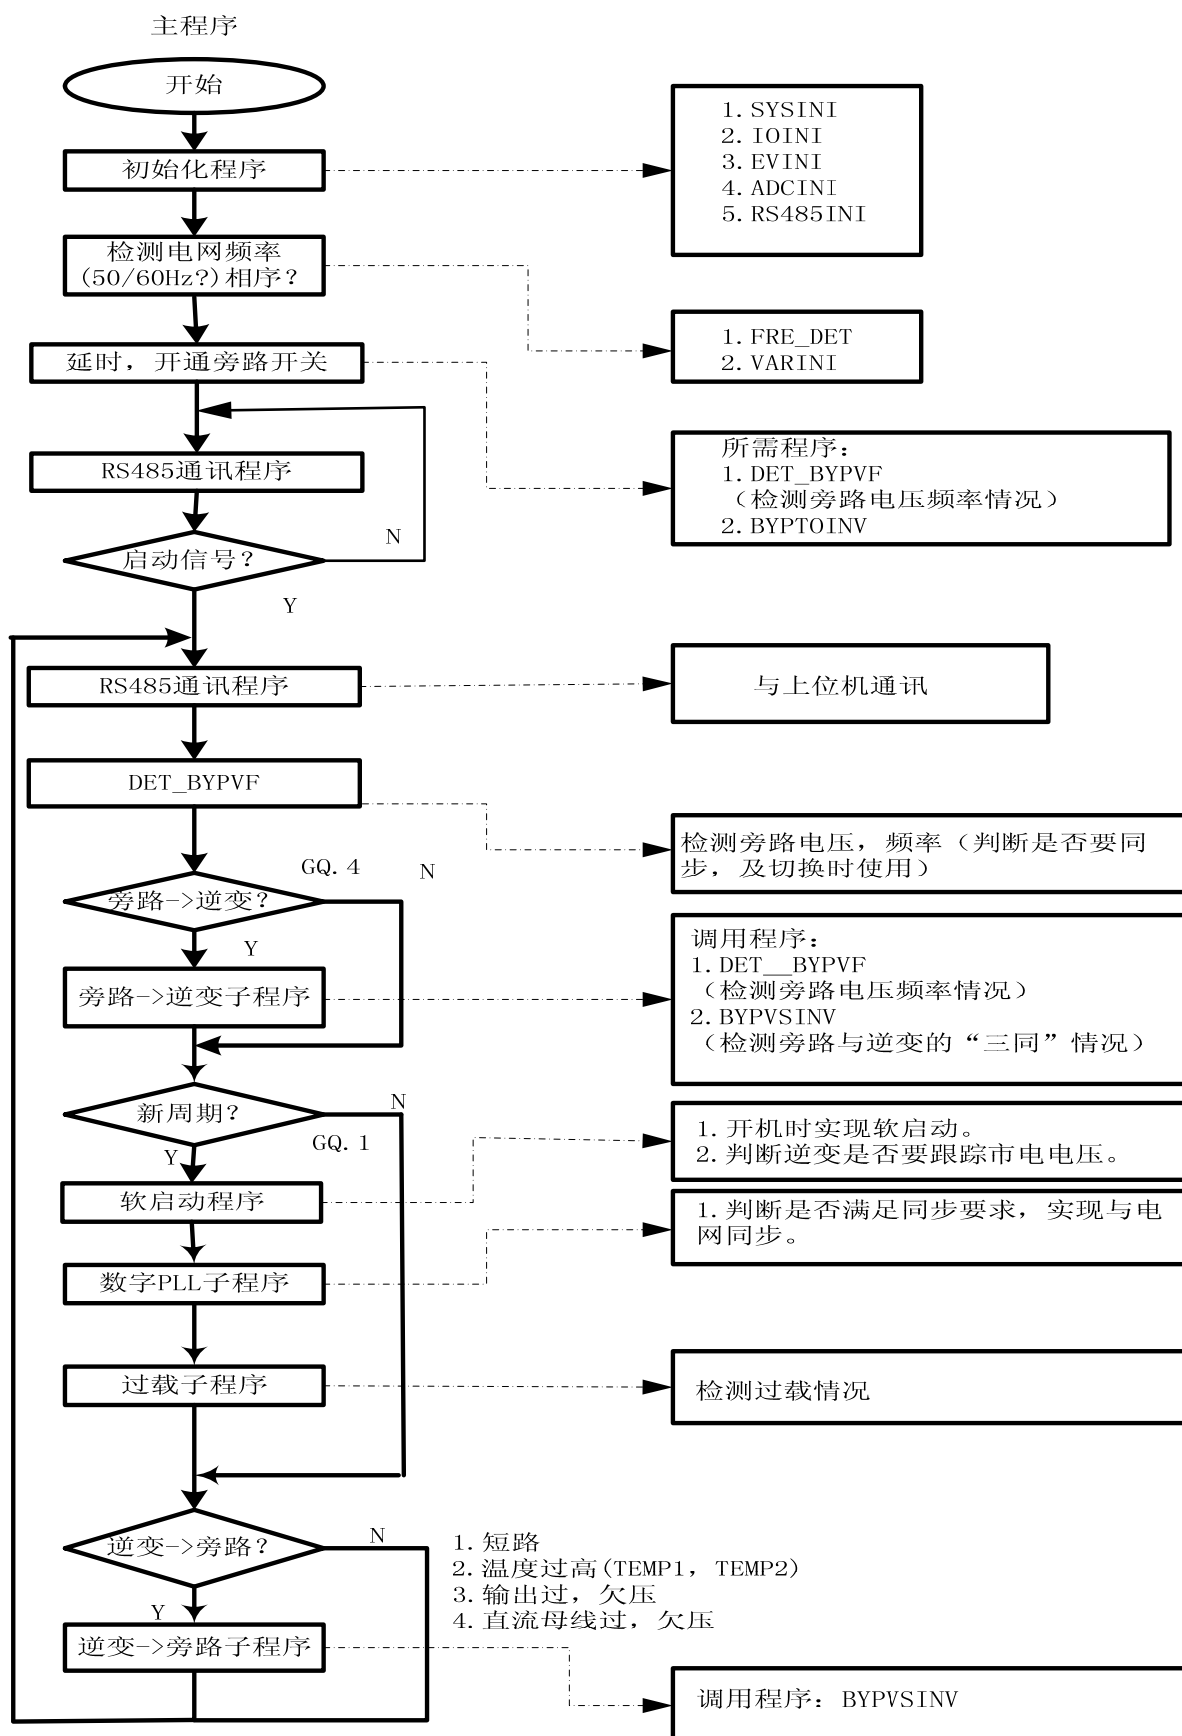 主程序
开始
初始化程序
1. SYSINI
2. IOINI
3. EVINI
4. ADCINI
5. RS485INI
检测电网频率
(50/60Hz?)相序？
1. FRE_DET
2. VARINI
延时，开通旁路开关
所需程序：
1. DET_BYPVF
（检测旁路电压频率情况）
2. BYPTOINV
RS485通讯程序
启动信号？
N
Y
RS485通讯程序
与上位机通讯
DET_BYPVF
检测旁路电压，频率（判断是否要同
步，及切换时使用）
GQ. 4
N
旁路->逆变？
Y
旁路->逆变子程序
调用程序：
1. DET__BYPVF
（检测旁路电压频率情况）
2. BYPVSINV
（检测旁路与逆变的“三同”情况）
新周期？
N
GQ. 1
Y
1. 开机时实现软启动。
2. 判断逆变是否要跟踪市电电压。
软启动程序
1. 判断是否满足同步要求，实现与电
网同步。
数字PLL子程序
过载子程序
检测过载情况
逆变->旁路？
N
Y
1. 短路
2. 温度过高(TEMP1, TEMP2)
3. 输出过，欠压
4. 直流母线过，欠压
逆变->旁路子程序
调用程序：BYPVSINV